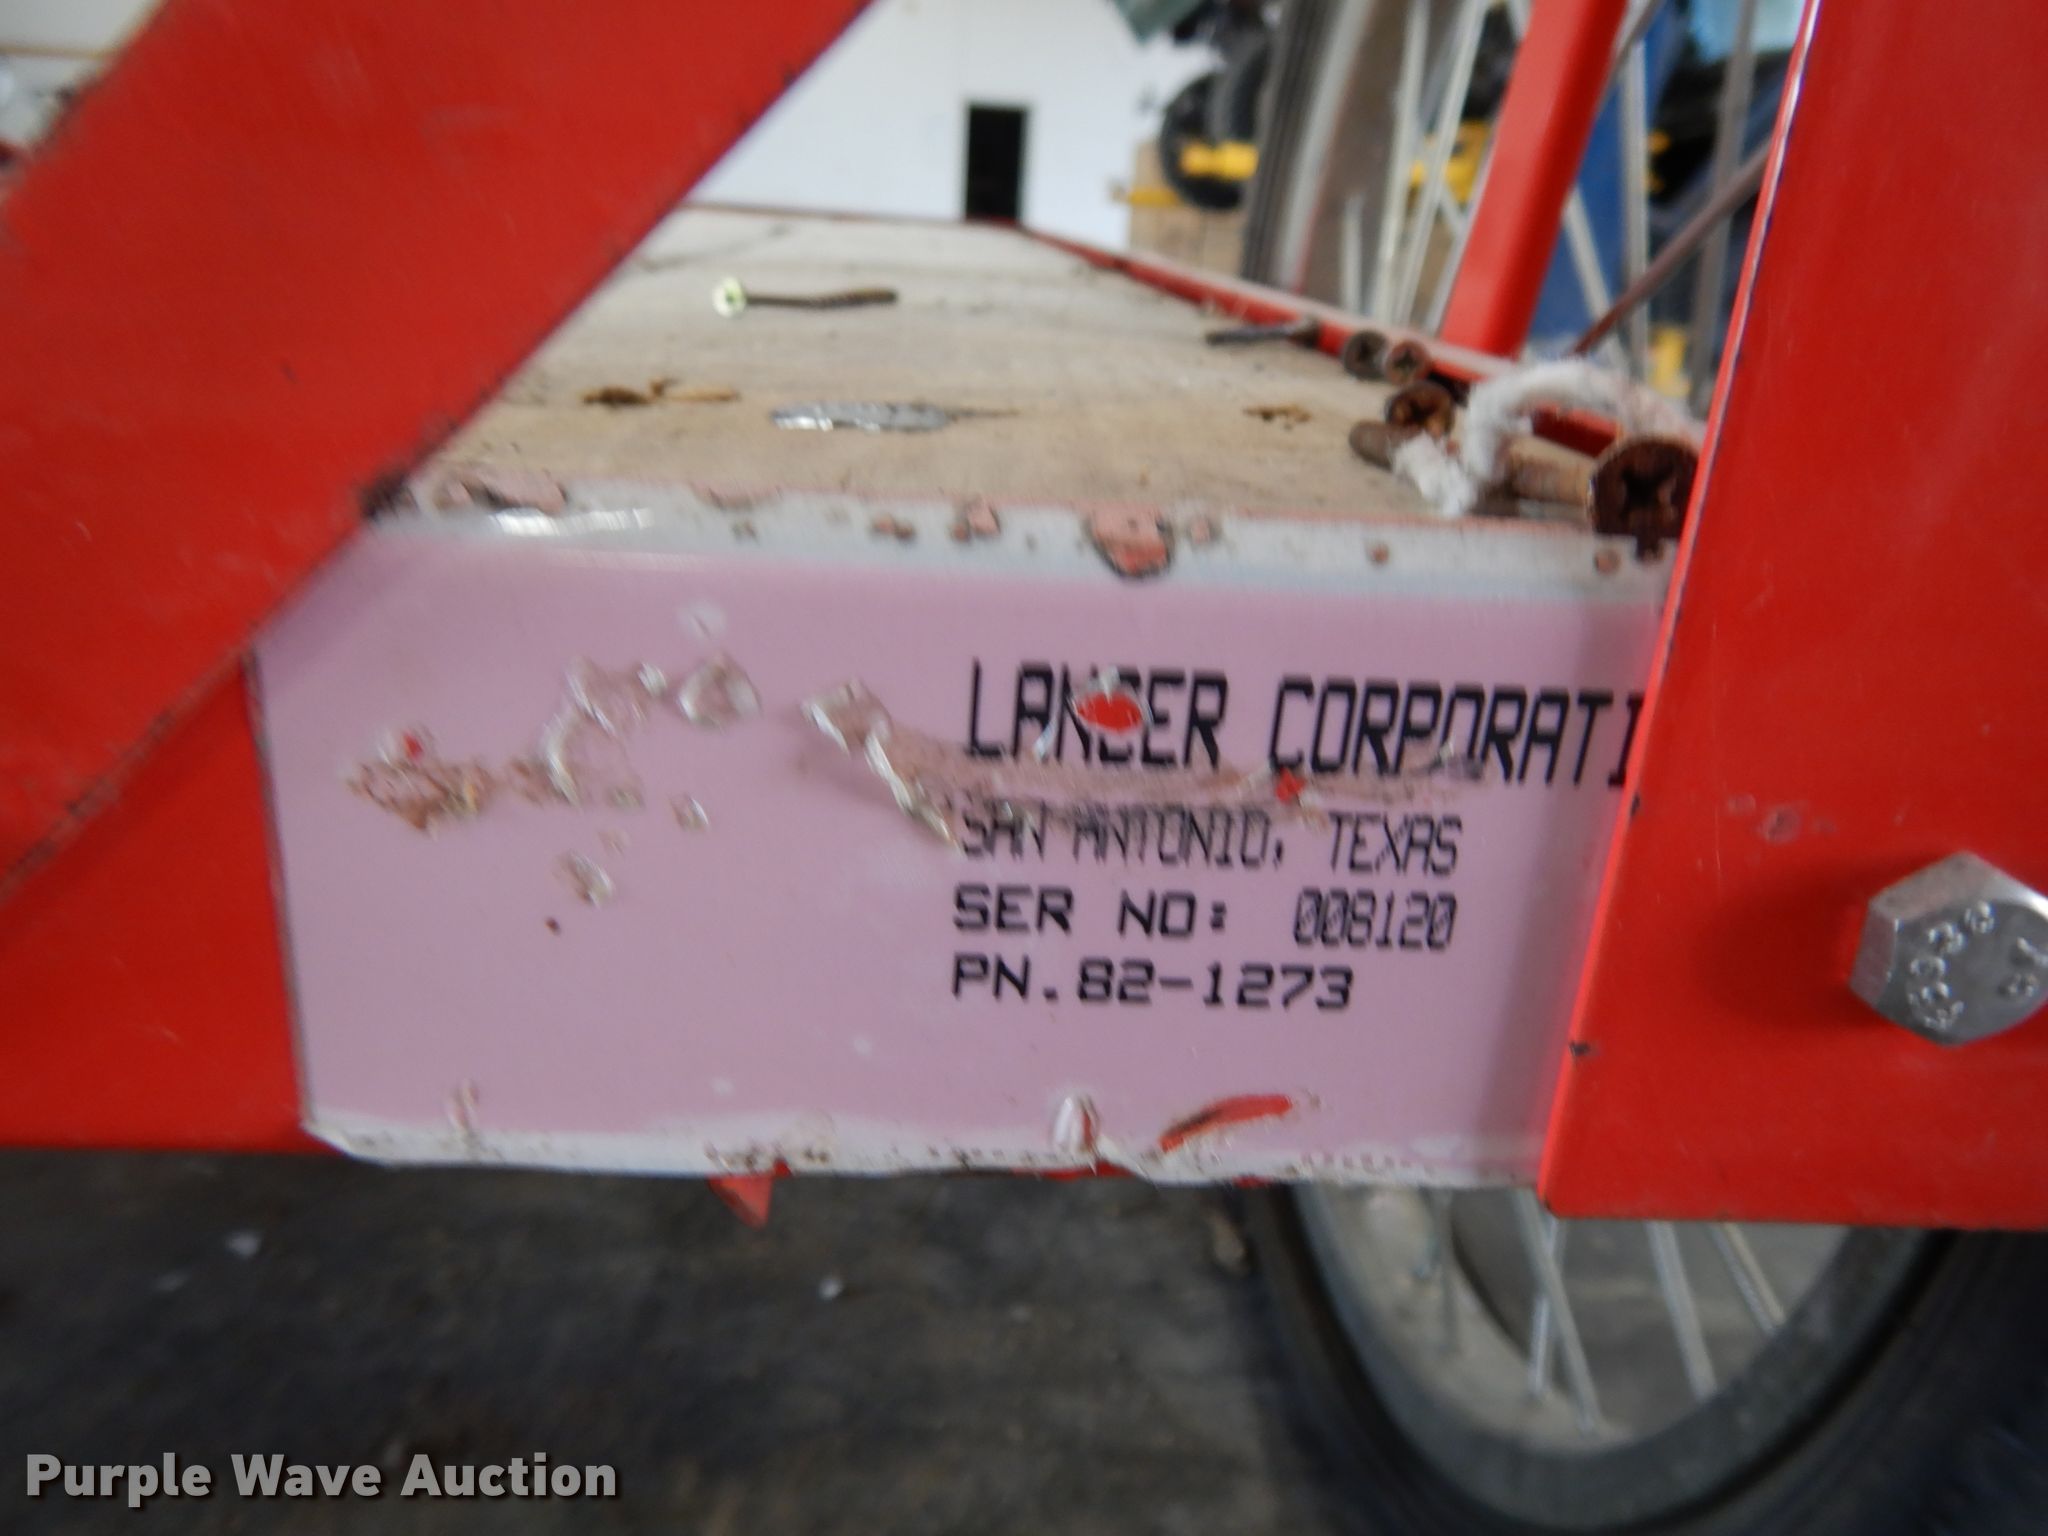 LANCER CORPORATI
SAN ANTONIO, TEXAS
SER NO: 008120
PN.82-1273
Purple Wave Auction